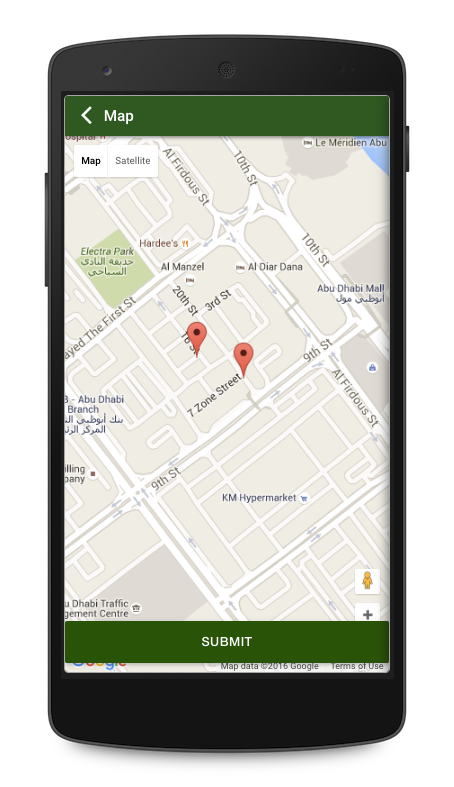 Map
ospital
Le Méridien Abu
Map
Satellite
Al Firdous St
10th St
10th St
Hardee's
Electra Park
حديقة النادي
السياحي
Al Manzel
Al Diar Dana
20th St
3rd St
Abu Dhabi Mall
أبوظبي مول
ayed The First St
16 St
9th St
7 Zone Street
Al Firdous St
B - Abu Dhabi
Branch
بنك أبوظبي ال
المركز الرئي
9th St
illing
pany
KM Hypermarket
u Dhabi Traffic
gement Centre
+
SUBMIT
Google
Map data ©2016 Google
Terms of Use